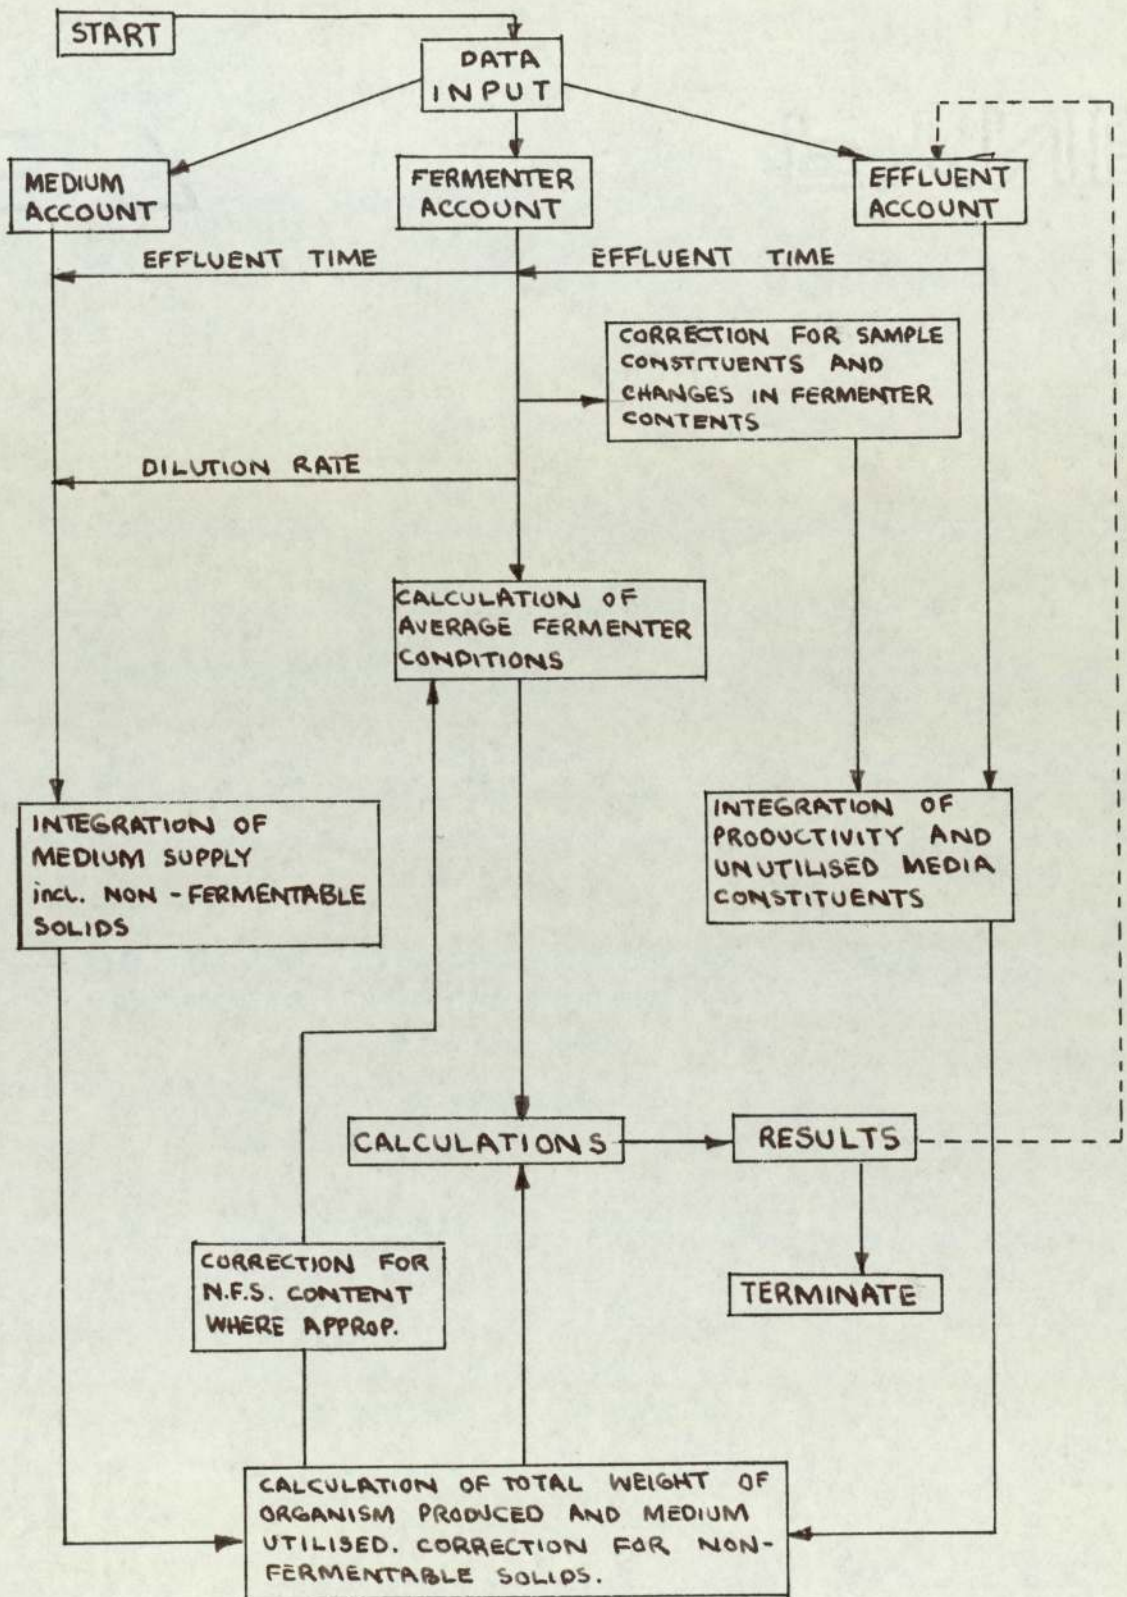 START
DATA
INPUT
MEDIUM
ACCOUNT
FERMENTER
ACCOUNT
EFFLUENT
ACCOUNT
EFFLUENT TIME
EFFLUENT TIME
CORRECTION FOR SAMPLE
CONSTITUENTS AND
CHANGES IN FERMENTER
CONTENTS
DILUTION RATE
CALCULATION OF
AVERAGE FERMENTER
CONDITIONS
INTEGRATION OF
MEDIUM SUPPLY
incl. NON-FERMENTABLE
SOLIDS
INTEGRATION OF
PRODUCTIVITY AND
UNUTILISED MEDIA
CONSTITUENTS
CALCULATIONS
RESULTS
CORRECTION FOR
N.F.S. CONTENT
WHERE APPROP.
TERMINATE
CALCULATION OF TOTAL WEIGHT OF
ORGANISM PRODUCED AND MEDIUM
UTILISED. CORRECTION FOR NON-
FERMENTABLE SOLIDS.